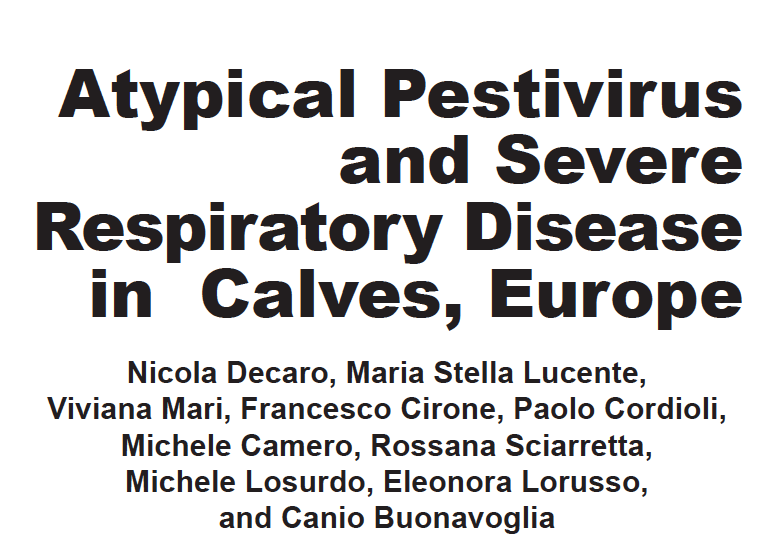 Atypical Pestivirus
and Severe
Respiratory Disease
in  Calves, Europe
Nicola Decaro, Maria Stella Lucente,
Viviana Mari, Francesco Cirone, Paolo Cordioli,
Michele Camero, Rossana Sciarretta,
Michele Losurdo, Eleonora Lorusso,
and Canio Buonavoglia